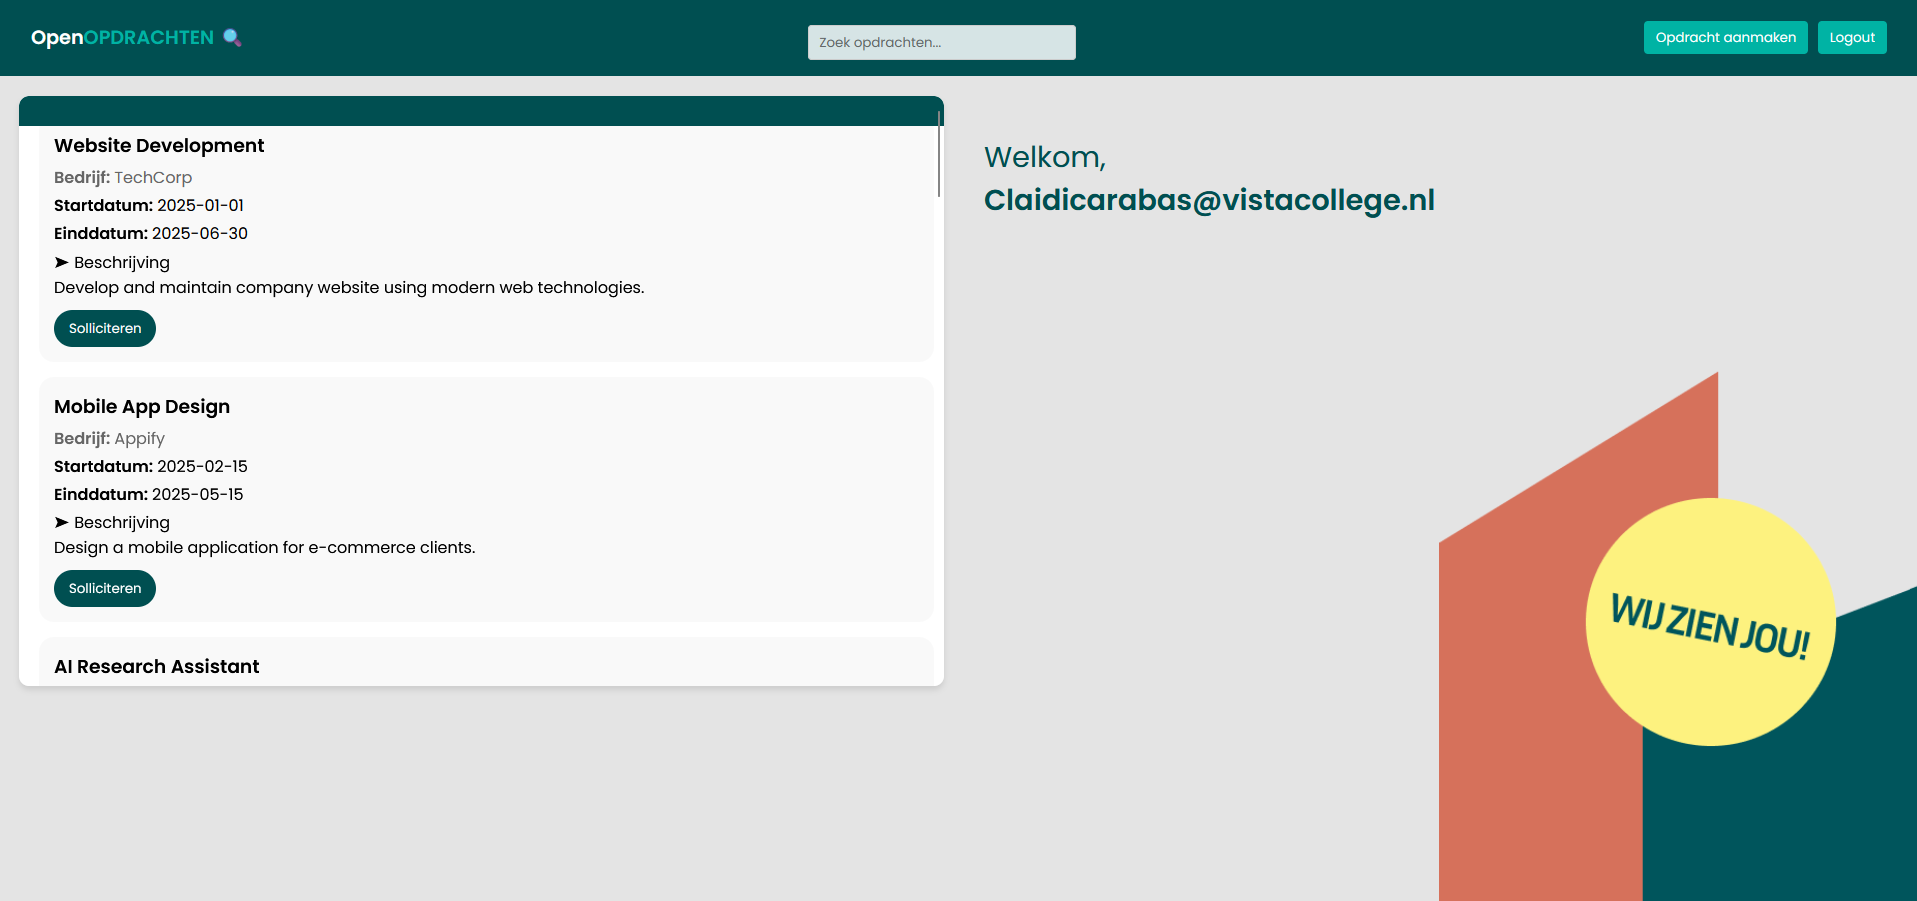 OpenOPDRACHTEN
Zoek opdrachten...
Opdracht aanmaken
Logout
Website Development
Bedrijf: TechCorp
Startdatum: 2025-01-01
Einddatum: 2025-06-30
➤ Beschrijving
Develop and maintain company website using modern web technologies.
Solliciteren
Mobile App Design
Bedrijf: Appify
Startdatum: 2025-02-15
Einddatum: 2025-05-15
➤ Beschrijving
Design a mobile application for e-commerce clients.
Solliciteren
AI Research Assistant
Welkom,
Claidicarabas@vistacollege.nl
WIJ ZIEN JOU!